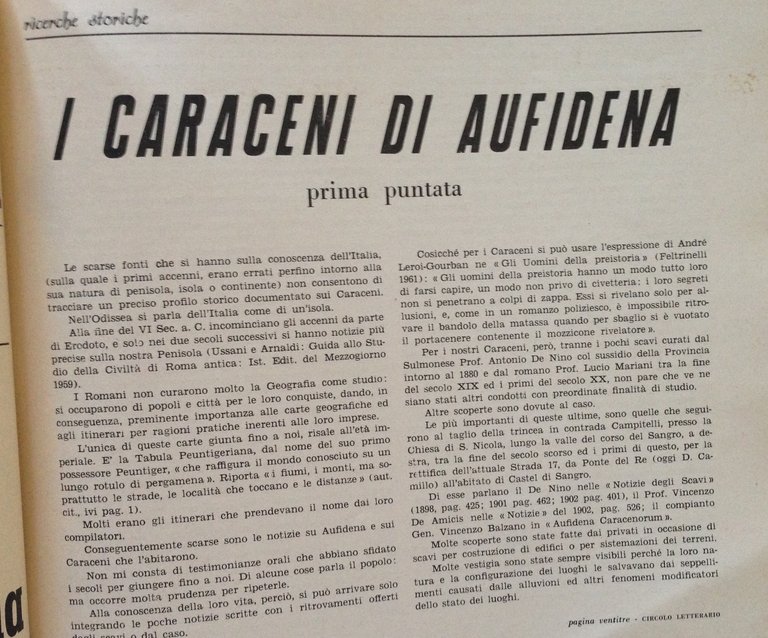 ricerche storiche
I CARACENI DI AUFIDENA
prima puntata
Le scarse fonti che si hanno sulla conoscenza dell'Italia,
(sulla quale i primi accenni, erano errati perfino intorno alla
sua natura di penisola, isola o continente) non consentono di
tracciare un preciso profilo storico documentato sui Caraceni.
Nell'Odissea si parla dell'Italia come di un'isola.
Alla fine del VI Sec. a. C. incominciano gli accenni da parte
di Erodoto, e solo nei due secoli successivi si hanno notizie più
precise sulla nostra Penisola (Ussani e Arnaldi: Guida allo Stu-
dio della Civiltà di Roma antica: Ist. Edit. del Mezzogiorno
1959).
I Romani non curarono molto la Geografia come studio:
si occuparono di popoli e città per le loro conquiste, dando, in
conseguenza, preminente importanza alle carte geografiche ed
agli itinerari per ragioni pratiche inerenti alle loro imprese.
L'unica di queste carte giunta fino a noi, risale all'età im-
periale. E' la Tabula Peuntigeriana, dal nome del suo primo
possessore Peuntiger, « che raffigura il mondo conosciuto su un
lungo rotulo di pergamena ». Riporta « i fiumi, i monti, ma so-
prattutto le strade, le località che toccano e le distanze » (aut.
cit., ivi pag. 1).
Molti erano gli itinerari che prendevano il nome dai loro
compilatori.
Conseguentemente scarse sono le notizie su Aufidena e sui
Caraceni che l'abitarono.
Non mi consta di testimonianze orali che abbiano sfidato
i secoli per giungere fino a noi. Di alcune cose parla il popolo:
ma occorre molta prudenza per ripeterle.
Alla conoscenza della loro vita, perciò, si può arrivare solo
integrando le poche notizie scritte con i ritrovamenti offerti
dagli scavi o dal caso.
Cosicché per i Caraceni si può usare l'espressione di André
Leroi-Gourban ne « Gli Uomini della preistoria » (Feltrinelli
1961): « Gli uomini della preistoria hanno un modo tutto loro
di farsi capire, un modo non privo di civetteria: i loro segreti
non si penetrano a colpi di zappa. Essi si rivelano solo per al-
lusioni, e, come in un romanzo poliziesco, è impossibile ritro-
vare il bandolo della matassa quando per sbaglio si è vuotato
il portacenere contenente il mozzicone rivelatore ».
Per i nostri Caraceni, però, tranne i pochi scavi curati dal
Sulmonese Prof. Antonio De Nino col sussidio della Provincia
intorno al 1880 e dal romano Prof. Lucio Mariani tra la fine
del secolo XIX ed i primi del secolo XX, non pare che ve ne
siano stati altri condotti con preordinate finalità di studio.
Altre scoperte sono dovute al caso.
Le più importanti di queste ultime, sono quelle che segui-
rono al taglio della trincea in contrada Campitelli, presso la
Chiesa di S. Nicola, lungo la valle del corso del Sangro, a de-
stra, tra la fine del secolo scorso ed i primi di questo, per la
rettifica dell'attuale Strada 17, da Ponte del Re (oggi D. Ca-
millo) all'abitato di Castel di Sangro.
Di esse parlano il De Nino nelle « Notizie degli Scavi »
(1898, pag. 425; 1901 pag. 462; 1902 pag. 401), il Prof. Vincenzo
De Amicis nelle « Notizie » del 1902, pag. 526; il compianto
Gen. Vincenzo Balzano in « Aufidena Caracenorum ».
Molte scoperte sono state fatte dai privati in occasione di
scavi per costruzione di edifici o per sistemazioni dei terreni.
Molte vestigia sono state sempre visibili perché la loro na-
tura e la configurazione dei luoghi le salvavano dai seppelli-
menti causati dalle alluvioni ed altri fenomeni modificatori
dello stato dei luoghi.
pagina ventitre - CIRCOLO LETTERARIO